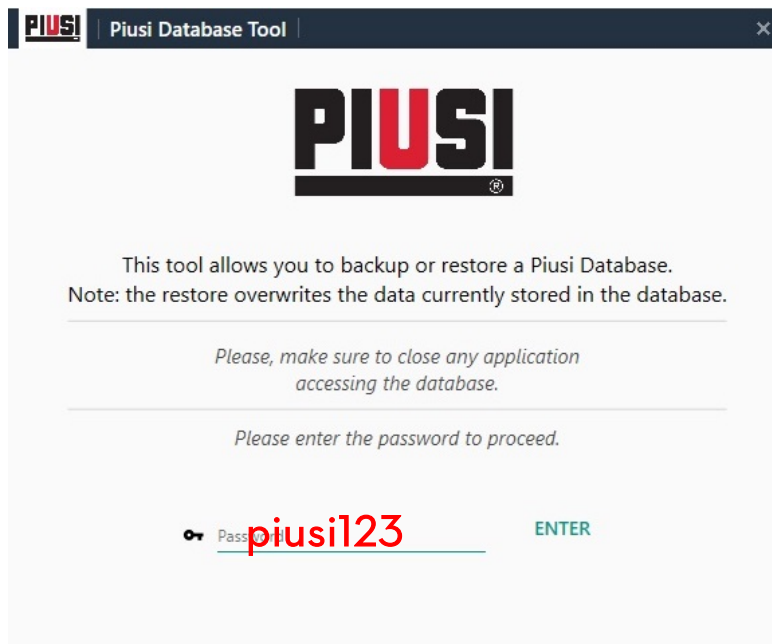 PIUSI Piusi Database Tool ×
PIUSI
®
This tool allows you to backup or restore a Piusi Database.
Note: the restore overwrites the data currently stored in the database.
Please, make sure to close any application
accessing the database.
Please enter the password to proceed.
Password piusi123 ENTER